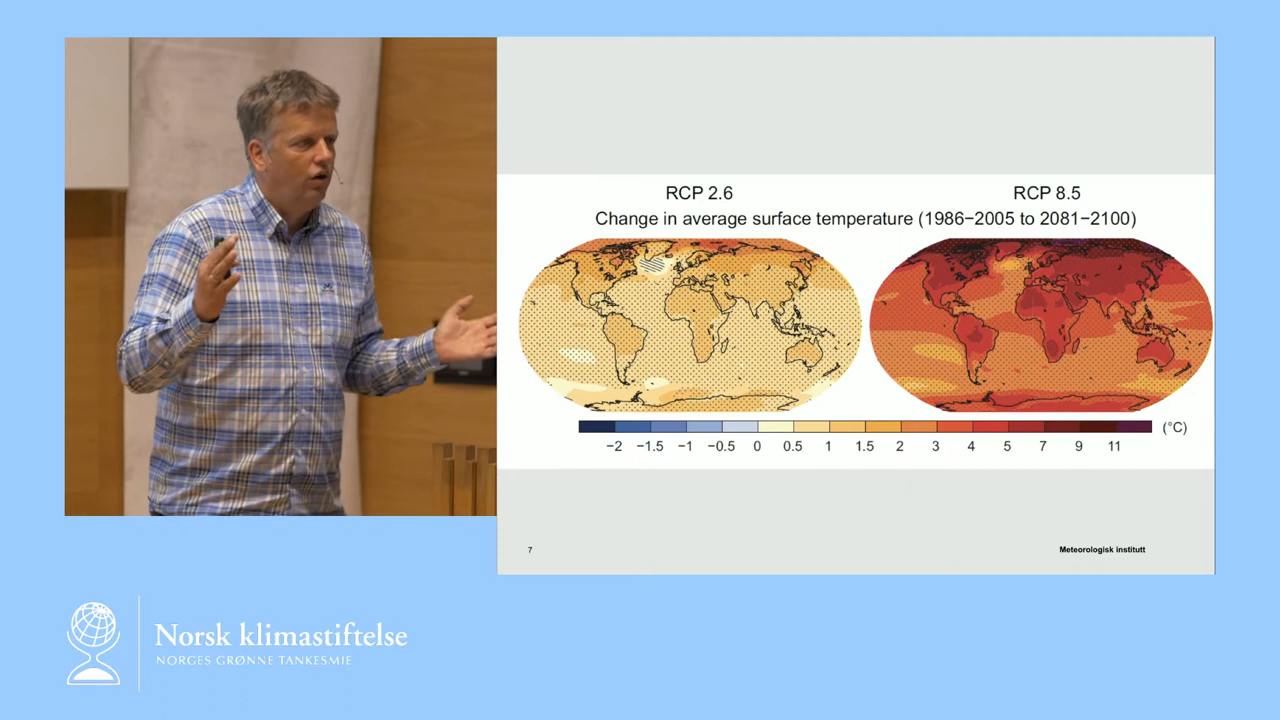 RCP 2.6
RCP 8.5
Change in average surface temperature (1986−2005 to 2081−2100)
−2 −1.5 −1 −0.5 0 0.5 1 1.5 2 3 4 5 7 9 11 (°C)
7
Meteorologisk institutt
Norsk klimastiftelse
NORGES GRØNNE TANKESMIE